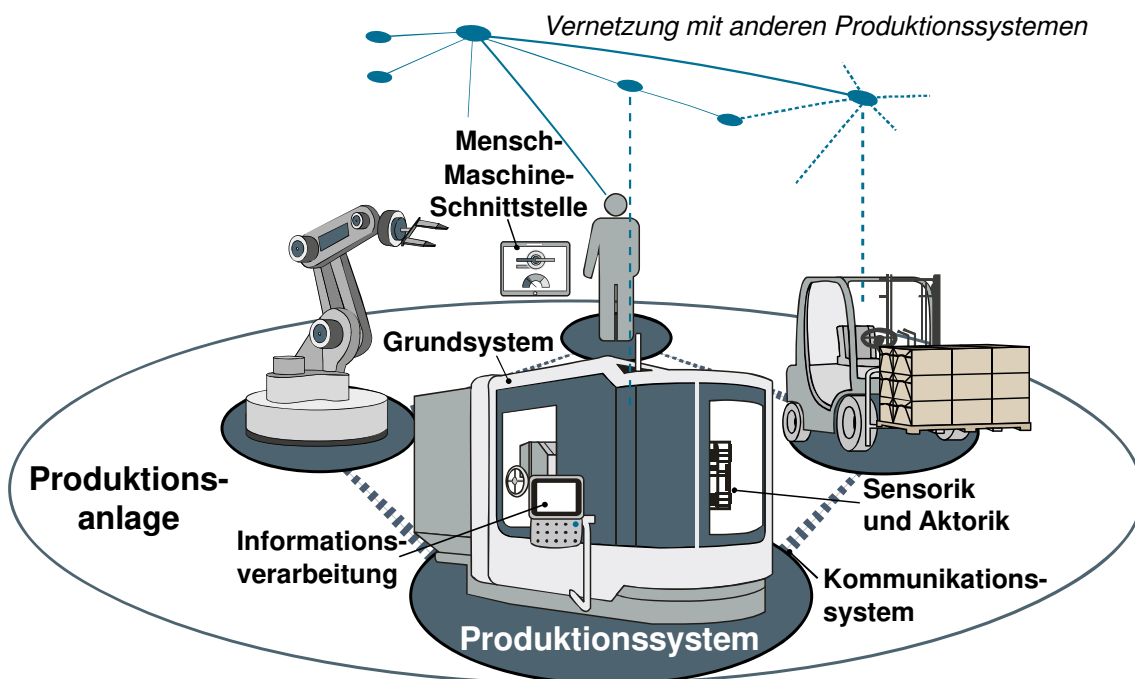 Vernetzung mit anderen Produktionssystemen
Mensch-
Maschine-
Schnittstelle
Grundsystem
Produktions-
anlage
Sensorik
und Aktorik
Informations-
verarbeitung
Kommunikations-
system
Produktionssystem